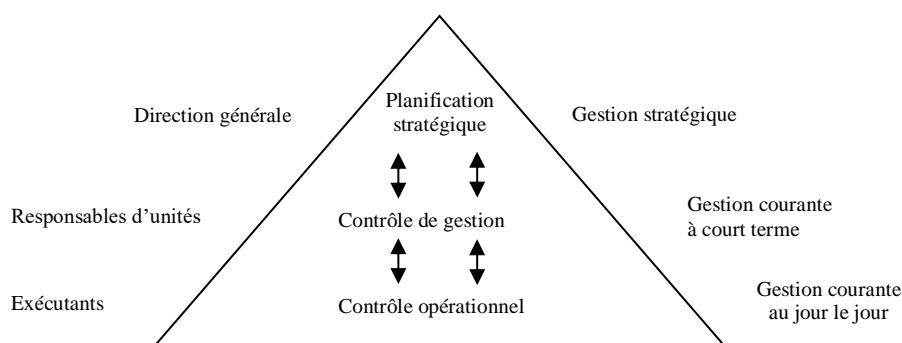 Direction générale
Planification
stratégique
Gestion stratégique
Responsables d’unités
Contrôle de gestion
Gestion courante
à court terme
Exécutants
Contrôle opérationnel
Gestion courante
au jour le jour